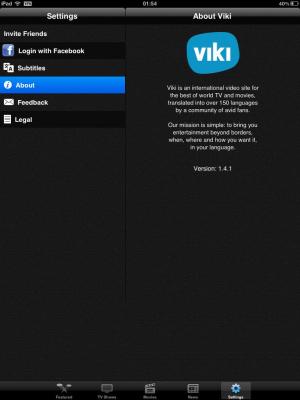 iPad VPN 01:54 40%
Settings
Invite Friends
Login with Facebook
Subtitles
About
Feedback
Legal
About Viki
viki
Viki is an international video site for
the best of world TV and movies,
translated into over 150 languages
by a community of avid fans.
Our mission is simple: to bring you
entertainment beyond borders,
when, where and how you want it,
in your language.
Version: 1.4.1
Featured TV Shows Movies News Settings